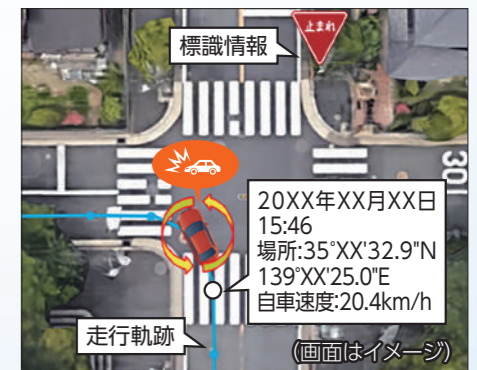 止まれ
標識情報
20XX年XX月XX日
15:46
場所:35°XX'32.9"N
139°XX'25.0"E
自車速度:20.4km/h
走行軌跡
(画面はイメージ)